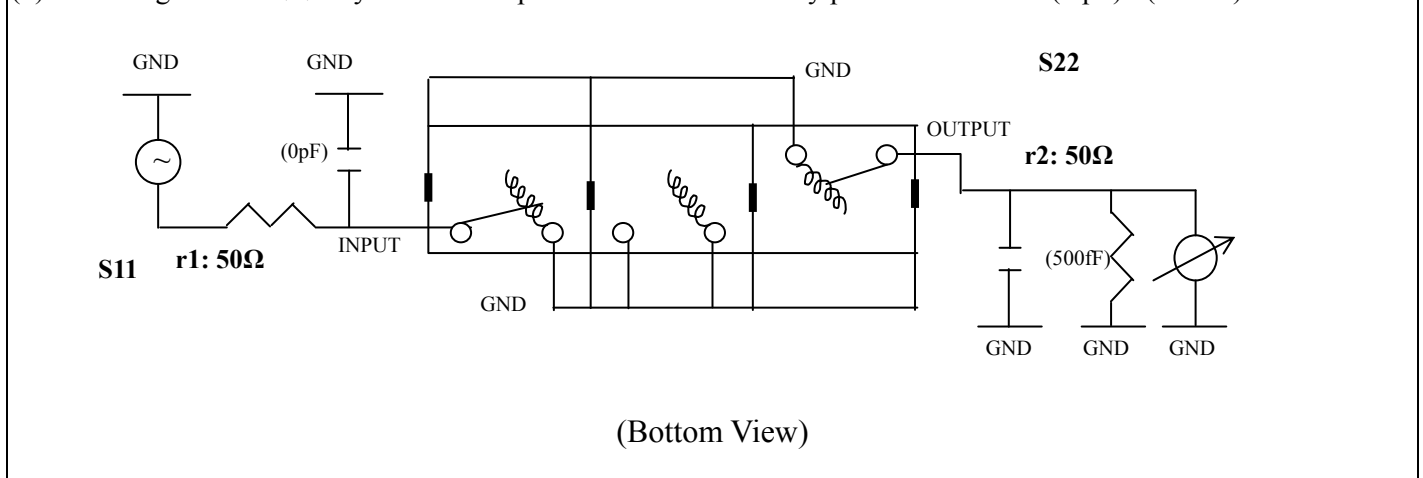 GND
GND
GND
S22
(0pF)
~
OUTPUT
r2: 50Ω
INPUT
r1: 50Ω
S11
(500fF)
GND
GND
GND
GND
(Bottom View)